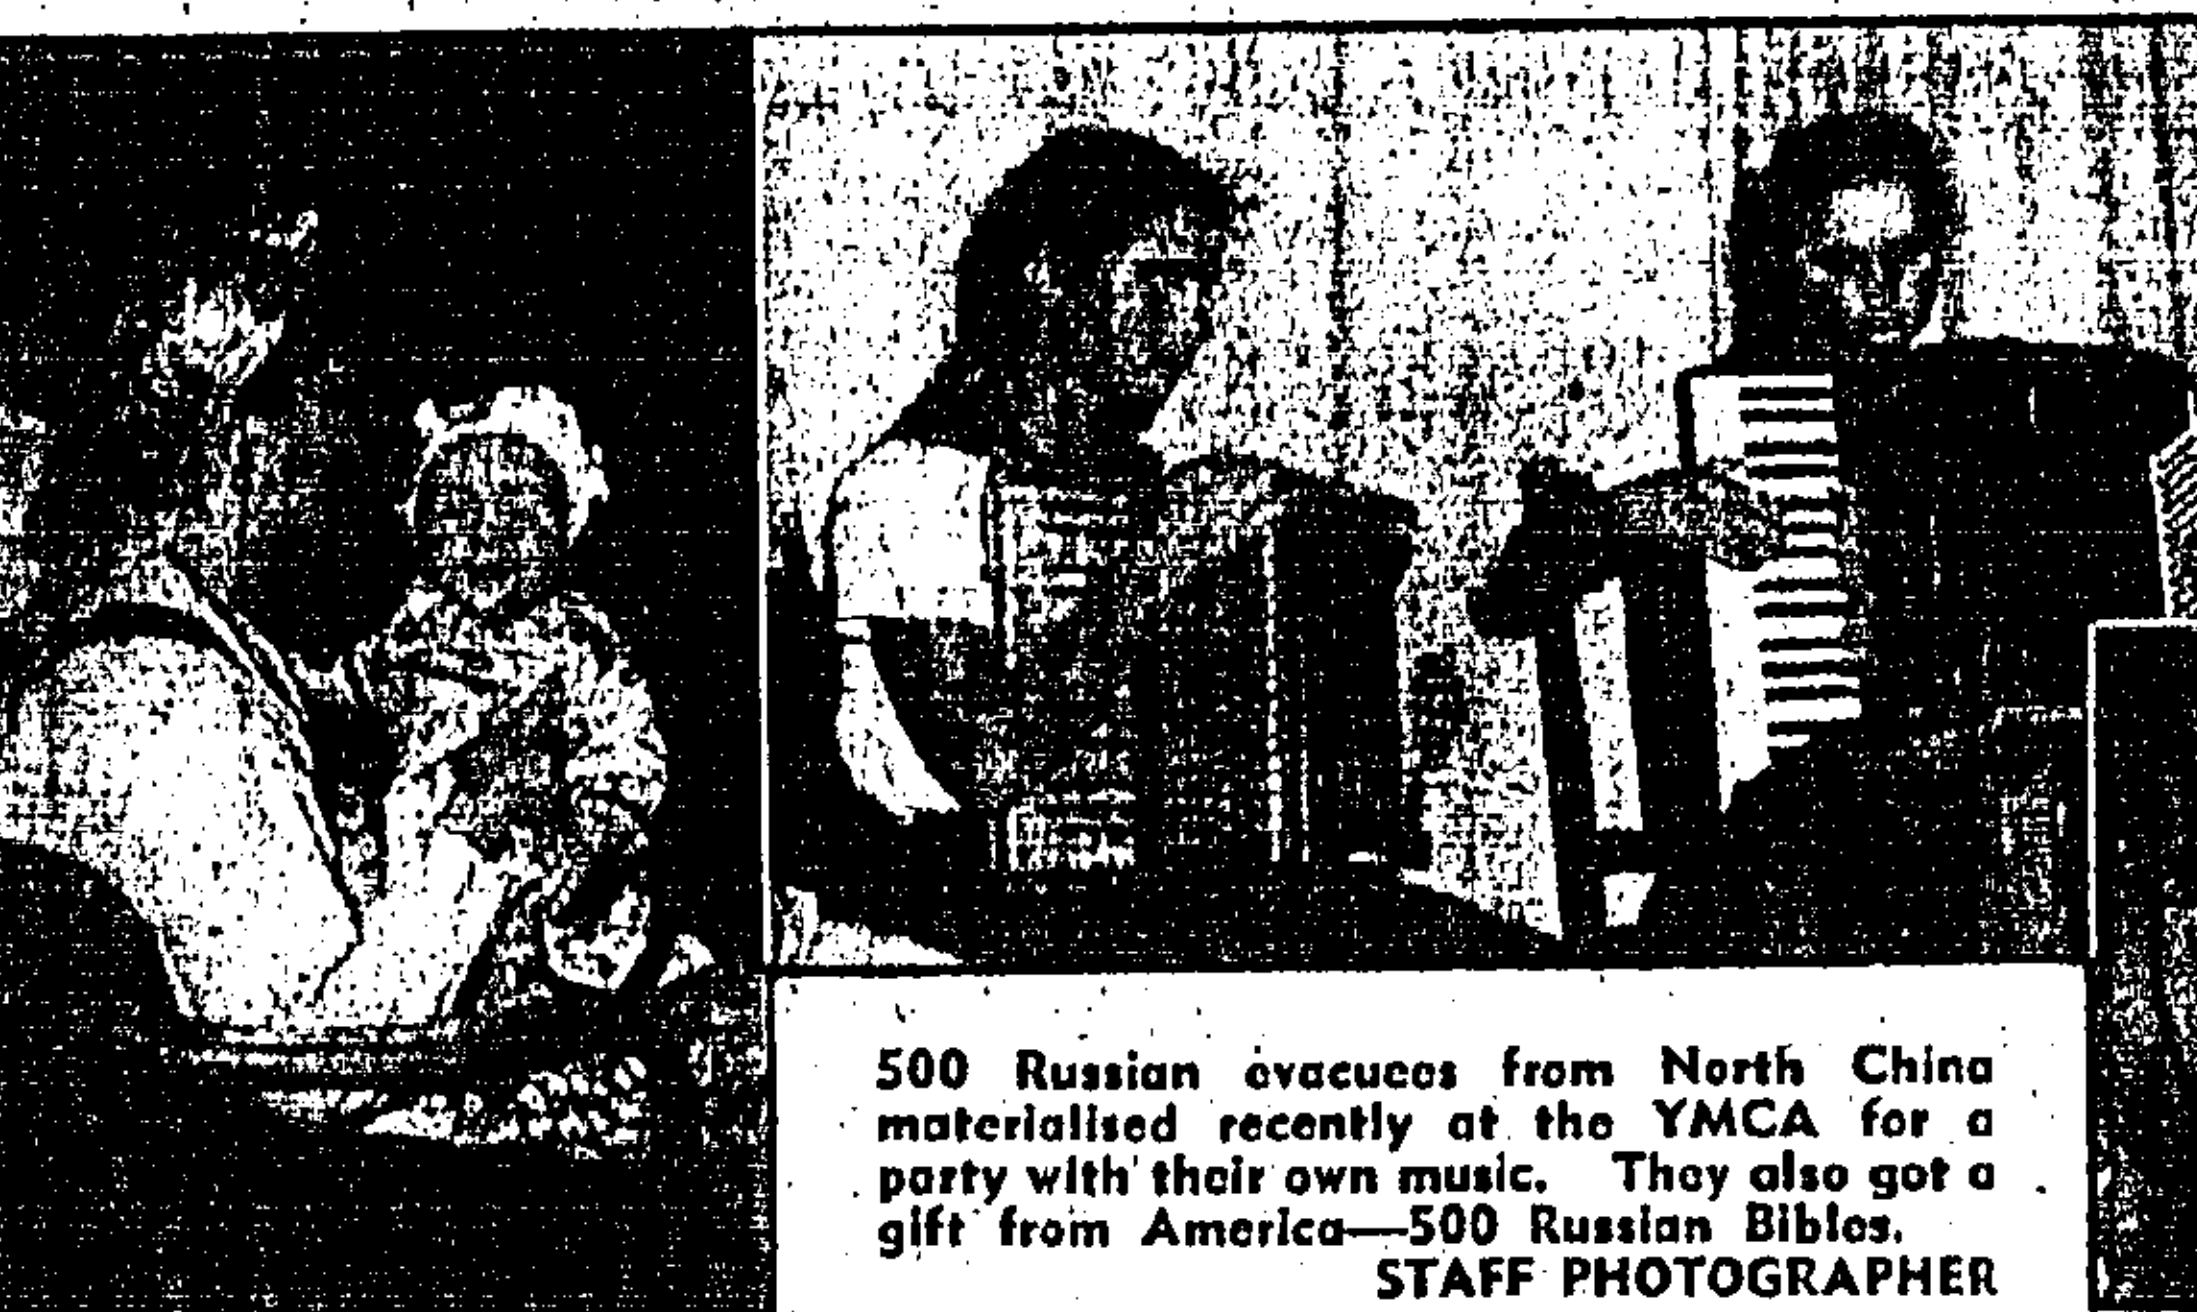 500 Russian evacuees from North China
materialised recently at the YMCA for a
party with their own music. They also got a
gift from America—500 Russian Bibles.
STAFF PHOTOGRAPHER